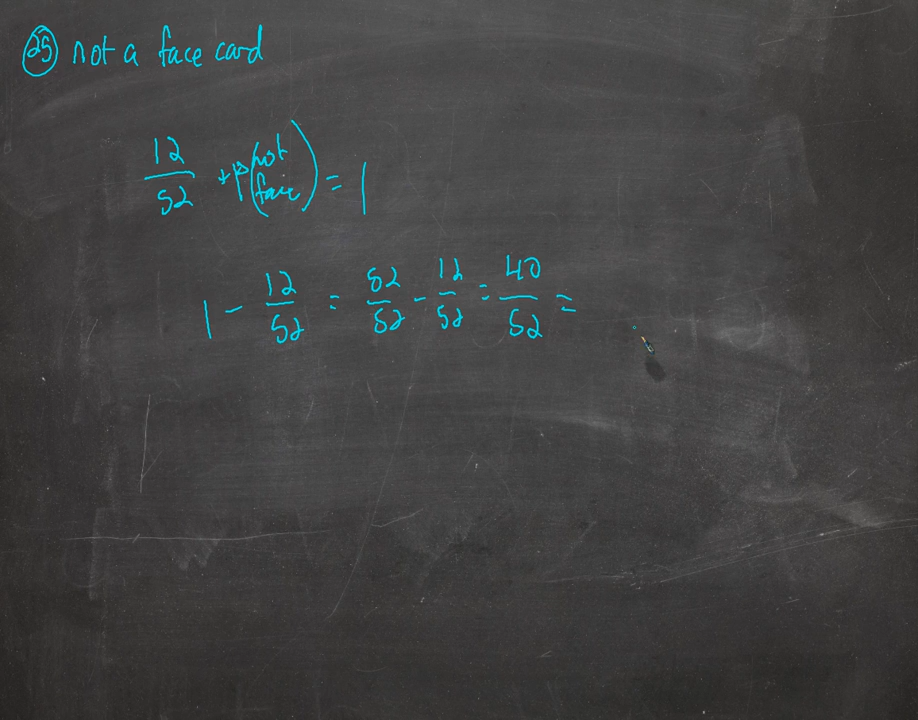 25 not a face card
12/52 + P(not face) = 1
1 - 12/52 = 52/52 - 12/52 = 40/52 =